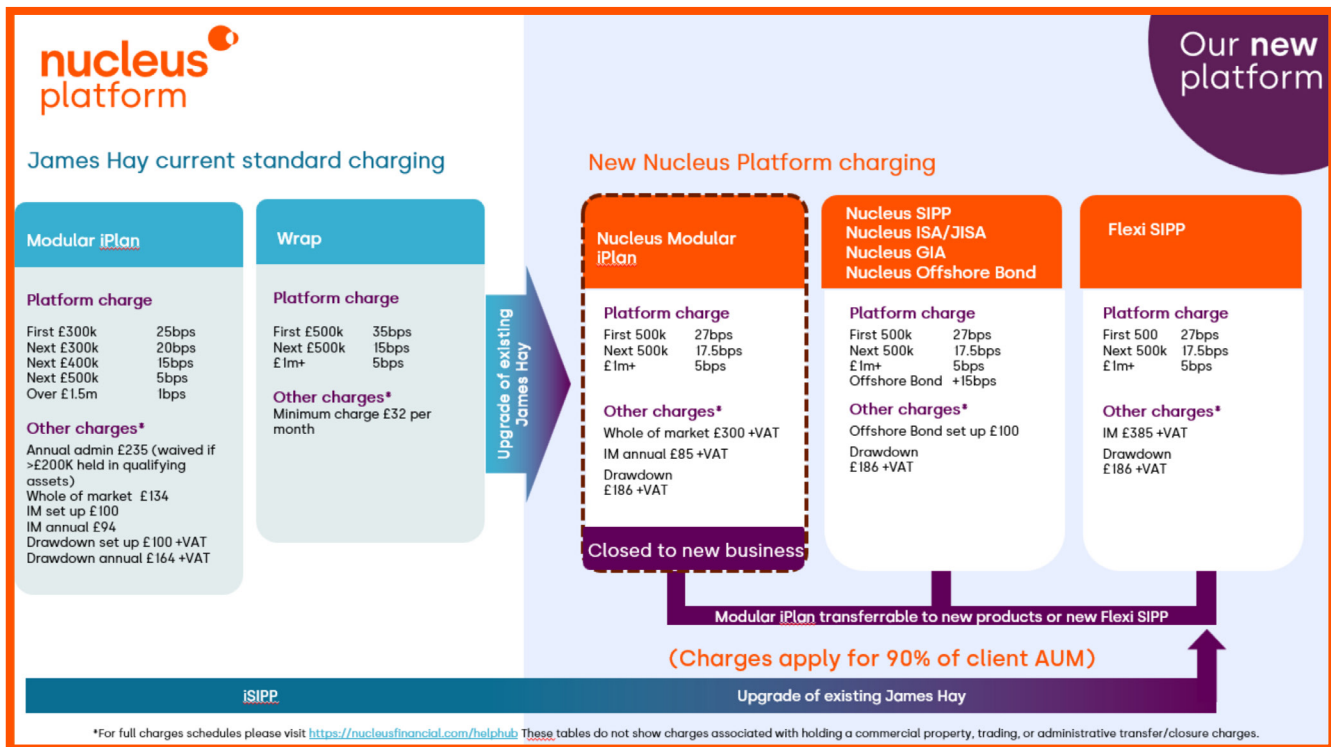 nucleus
platform
Our new
platform
James Hay current standard charging
New Nucleus Platform charging
Modular iPlan
Platform charge
First £300k 25bps
Next £300k 20bps
Next £400k 15bps
Next £500k 5bps
Over £1.5m 1bps
Other charges*
Annual admin £235 (waived if
>£200K held in qualifying
assets)
Whole of market £134
IM set up £100
IM annual £94
Drawdown set up £100 +VAT
Drawdown annual £164 +VAT
Wrap
Platform charge
First £500k 35bps
Next £500k 15bps
£1m+ 5bps
Other charges*
Minimum charge £32 per
month
Upgrade of existing
James Hay
Nucleus Modular
iPlan
Platform charge
First 500k 27bps
Next 500k 17.5bps
£1m+ 5bps
Other charges*
Whole of market £300 +VAT
IM annual £85 +VAT
Drawdown
£186 +VAT
Closed to new business
Nucleus SIPP
Nucleus ISA/JISA
Nucleus GIA
Nucleus Offshore Bond
Platform charge
First 500k 27bps
Next 500k 17.5bps
£1m+ 5bps
Offshore Bond +15bps
Other charges*
Offshore Bond set up £100
Drawdown
£186 +VAT
Flexi SIPP
Platform charge
First 500 27bps
Next 500k 17.5bps
£1m+ 5bps
Other charges*
IM £385 +VAT
Drawdown
£186 +VAT
Modular iPlan transferrable to new products or new Flexi SIPP
(Charges apply for 90% of client AUM)
iSIPP
Upgrade of existing James Hay
*For full charges schedules please visit https://nucleusfinancial.com/helphub These tables do not show charges associated with holding a commercial property, trading, or administrative transfer/closure charges.